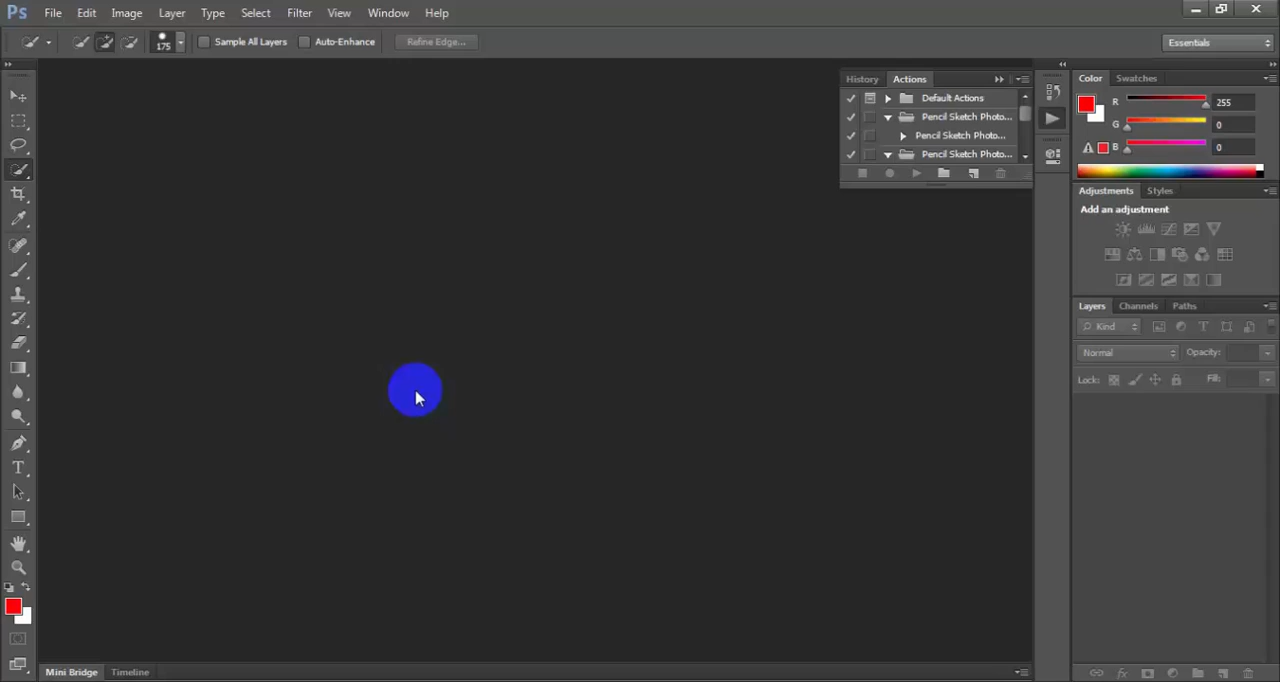 Ps File Edit Image Layer Type Select Filter View Window Help
175 Sample All Layers Auto-Enhance Refine Edge... Essentials
History Actions
Default Actions
Pencil Sketch Photo...
Pencil Sketch Photo...
Pencil Sketch Photo...
Color Swatches
R 255
G 0
B 0
Adjustments Styles
Add an adjustment
Layers Channels Paths
Kind T
Normal Opacity:
Lock: Fill:
T
fx
Mini Bridge Timeline